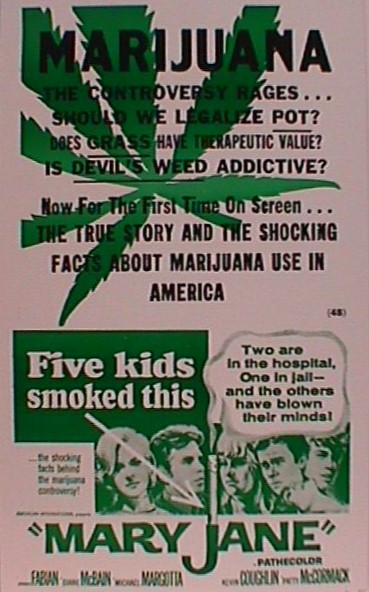 MARIJUANA
THE CONTROVERSY RAGES...
SHOULD WE LEGALIZE POT?
DOES GRASS HAVE THERAPEUTIC VALUE?
IS DEVIL'S WEED ADDICTIVE?
Now For The First Time On Screen...
THE TRUE STORY AND THE SHOCKING
FACTS ABOUT MARIJUANA USE IN
AMERICA
(48)
Five kids
smoked this
Two are
in the hospital,
One in jail—
and the others
have blown
their minds!
...the shocking
facts behind
the marijuana
controversy!
AMERICAN INTERNATIONAL presents
"MARY JANE"
PATHECOLOR
FABIAN · DIANE McBAIN · MICHAEL MARGOTTA
KEVIN COUGHLIN · PATTY McCORMACK